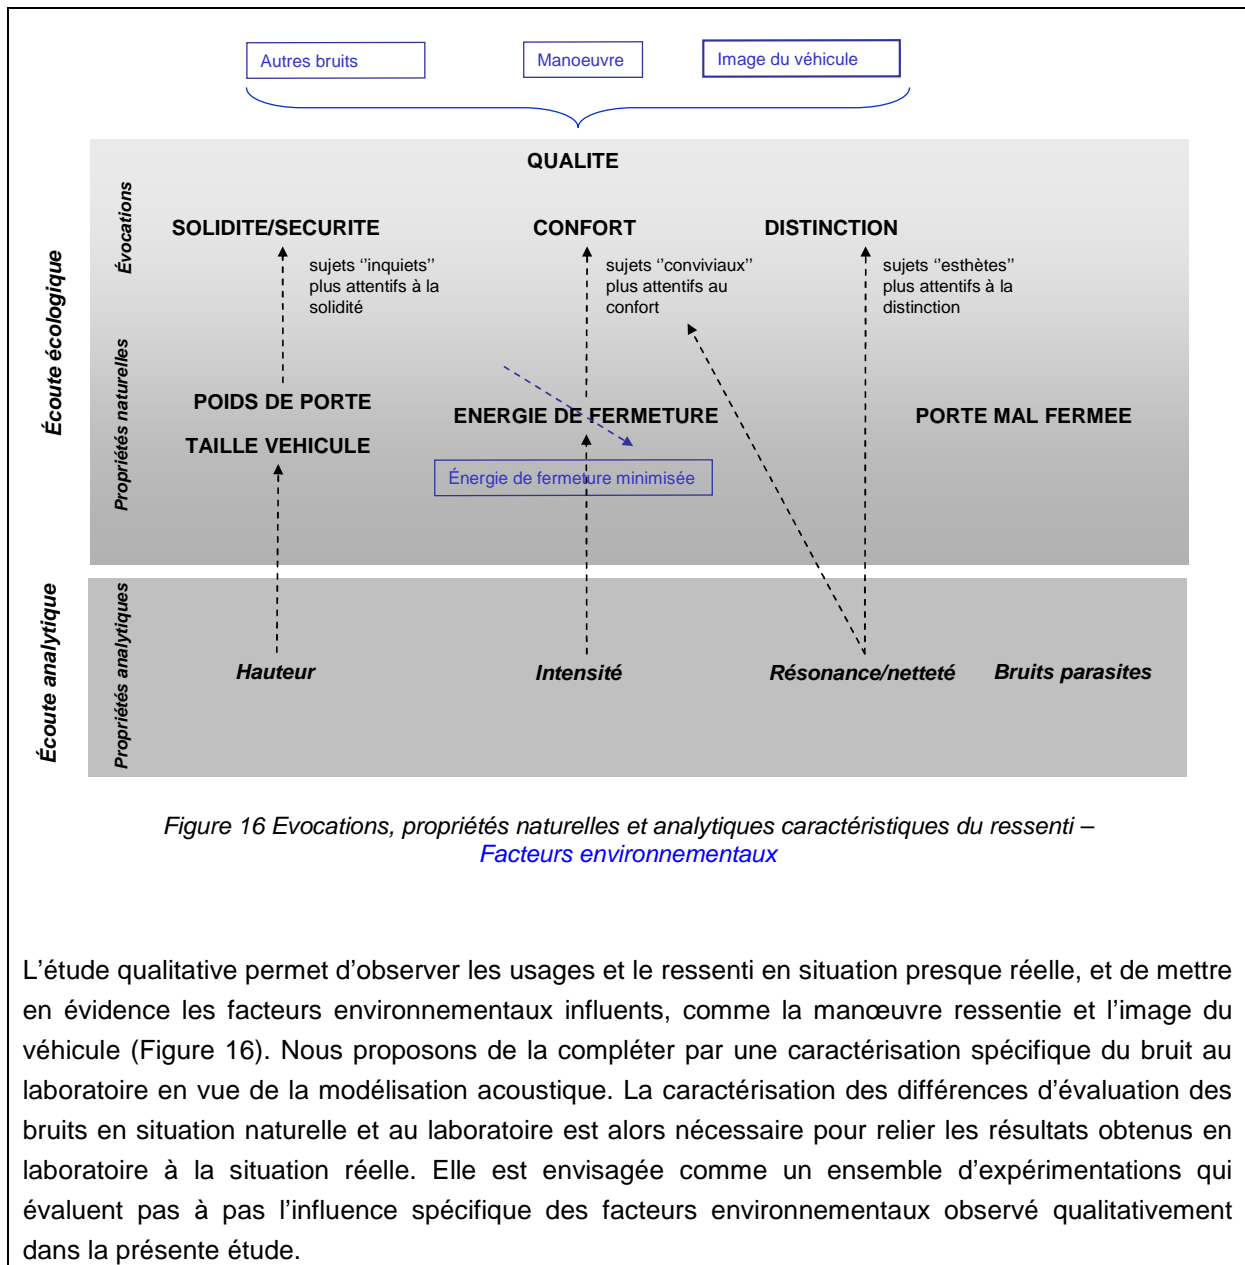 Autres bruits
Manoeuvre
Image du véhicule
QUALITE
Évocations
SOLIDITE/SECURITE
CONFORT
DISTINCTION
sujets ‘‘inquiets’’
plus attentifs à la
solidité
sujets ‘‘conviviaux’’
plus attentifs au
confort
sujets ‘‘esthètes’’
plus attentifs à la
distinction
Écoute écologique
Propriétés naturelles
POIDS DE PORTE
TAILLE VEHICULE
ENERGIE DE FERMETURE
PORTE MAL FERMEE
Énergie de fermeture minimisée
Écoute analytique
Propriétés analytiques
Hauteur
Intensité
Résonance/netteté
Bruits parasites
Figure 16 Evocations, propriétés naturelles et analytiques caractéristiques du ressenti –
Facteurs environnementaux
L’étude qualitative permet d’observer les usages et le ressenti en situation presque réelle, et de mettre
en évidence les facteurs environnementaux influents, comme la manœuvre ressentie et l’image du
véhicule (Figure 16). Nous proposons de la compléter par une caractérisation spécifique du bruit au
laboratoire en vue de la modélisation acoustique. La caractérisation des différences d’évaluation des
bruits en situation naturelle et au laboratoire est alors nécessaire pour relier les résultats obtenus en
laboratoire à la situation réelle. Elle est envisagée comme un ensemble d’expérimentations qui
évaluent pas à pas l’influence spécifique des facteurs environnementaux observé qualitativement
dans la présente étude.